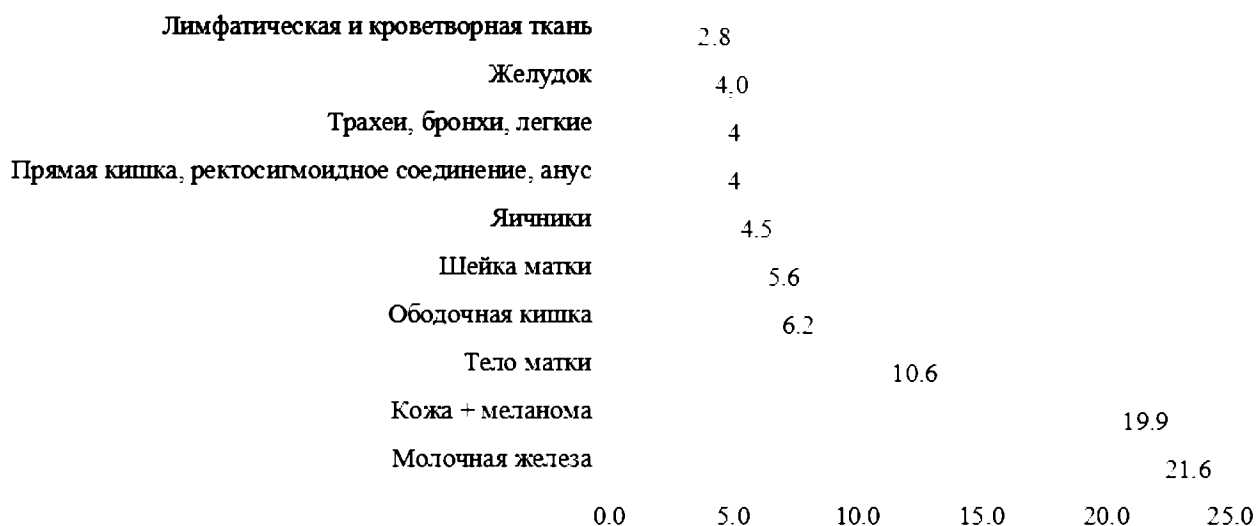 Лимфатическая и кроветворная ткань 2.8
Желудок 4.0
Трахеи, бронхи, легкие 4
Прямая кишка, ректосигмоидное соединение, анус 4
Яичники 4.5
Шейка матки 5.6
Ободочная кишка 6.2
Тело матки 10.6
Кожа + меланома 19.9
Молочная железа 21.6
0.0 5.0 10.0 15.0 20.0 25.0